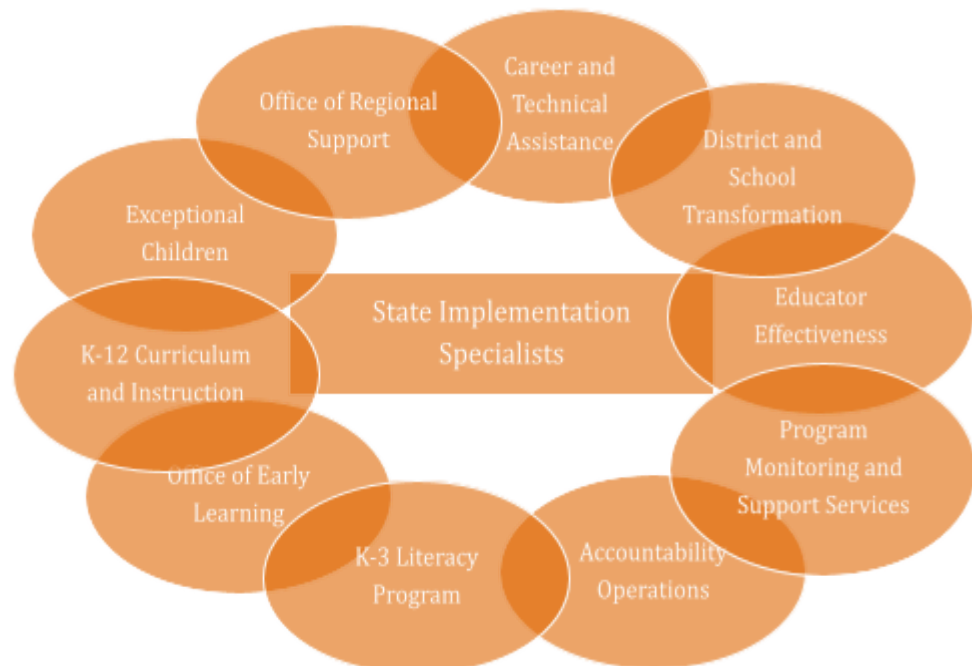 Career and
Technical
Assistance
Office of Regional
Support
District and
School
Transformation
Exceptional
Children
State Implementation
Specialists
Educator
Effectiveness
K-12 Curriculum
and Instruction
Program
Monitoring and
Support Services
Office of Early
Learning
K-3 Literacy
Program
Accountability
Operations